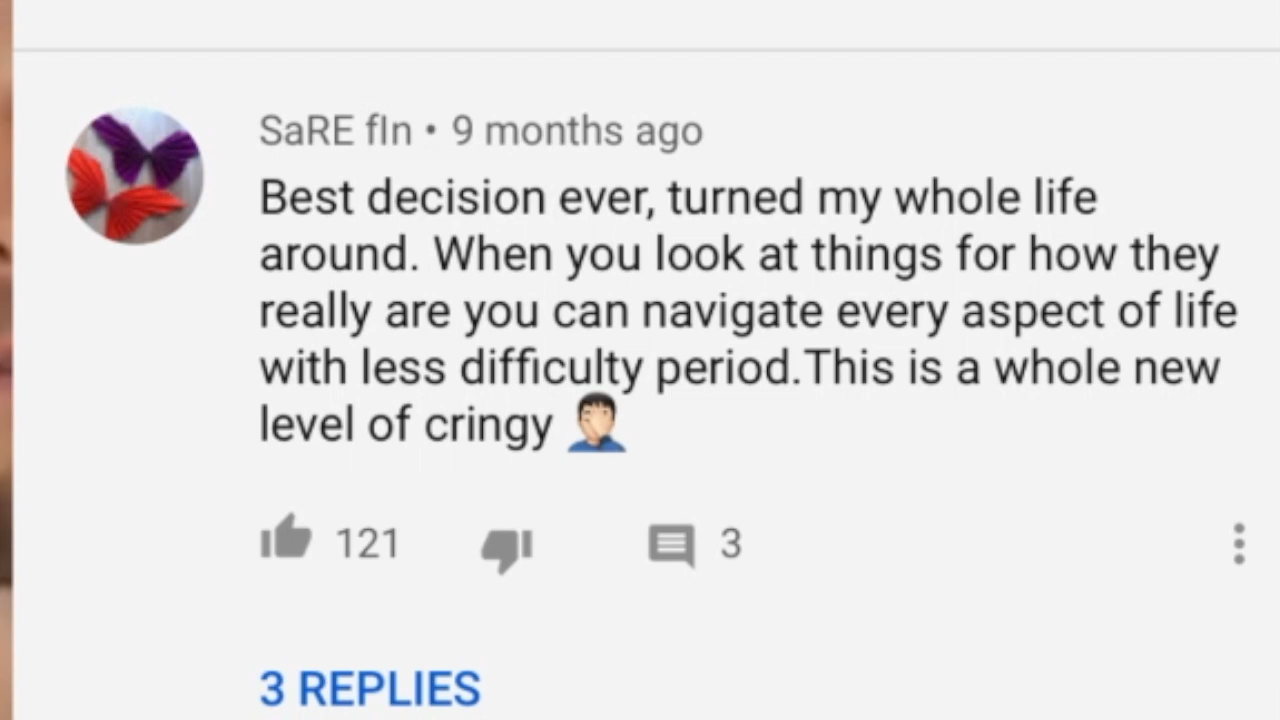 SaRE fln • 9 months ago
Best decision ever, turned my whole life
around. When you look at things for how they
really are you can navigate every aspect of life
with less difficulty period.This is a whole new
level of cringy 🤦🏻‍♂️
121 3
3 REPLIES